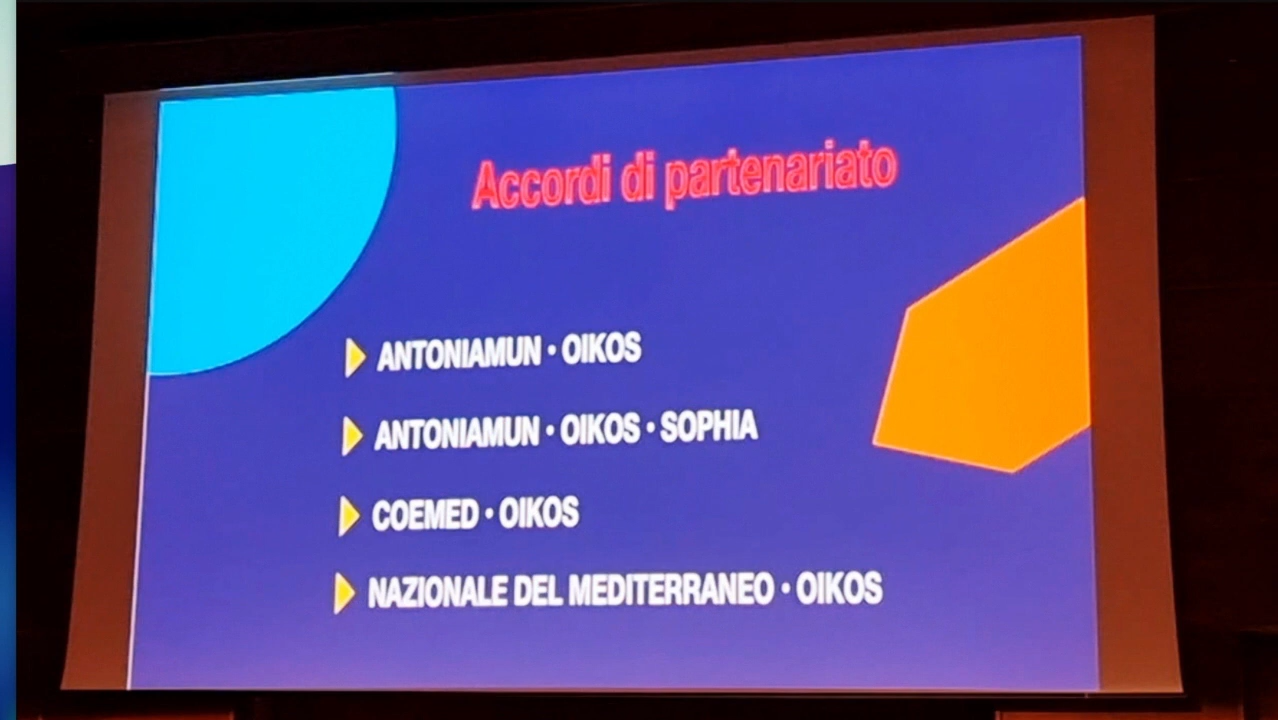 Accordi di partenariato
ANTONIAMUN • OIKOS
ANTONIAMUN • OIKOS • SOPHIA
COEMED • OIKOS
NAZIONALE DEL MEDITERRANEO • OIKOS